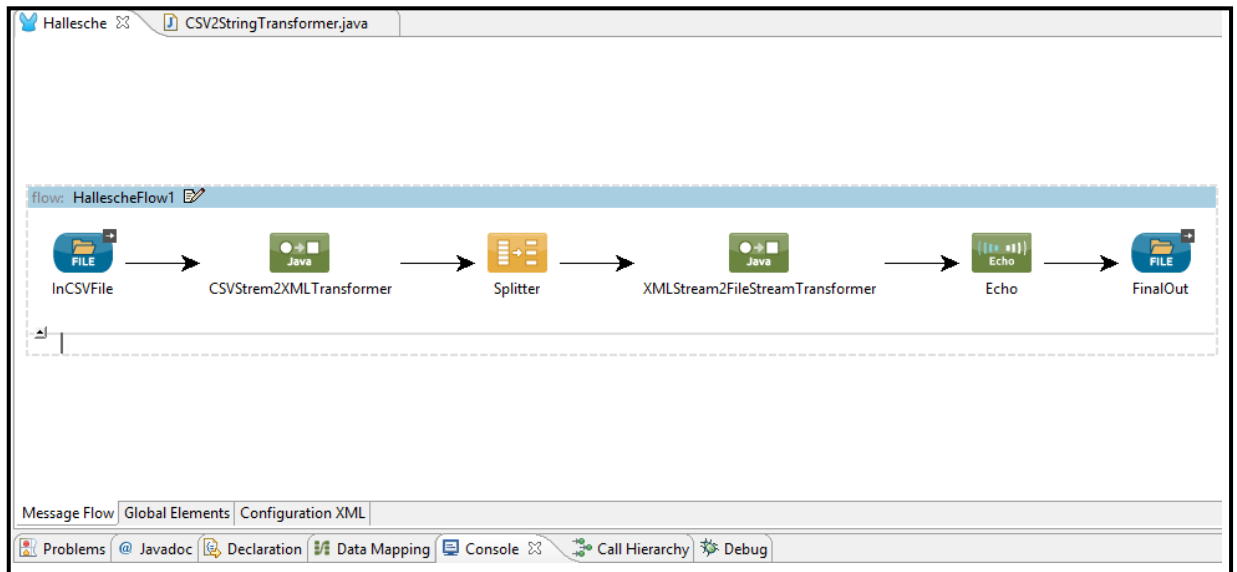 Hallesche CSV2StringTransformer.java
flow: HallescheFlow1
FILE Java Java Echo FILE
InCSVFile CSVStrem2XMLTransformer Splitter XMLStream2FileStreamTransformer Echo FinalOut
Message Flow Global Elements Configuration XML
Problems @ Javadoc Declaration Data Mapping Console Call Hierarchy Debug